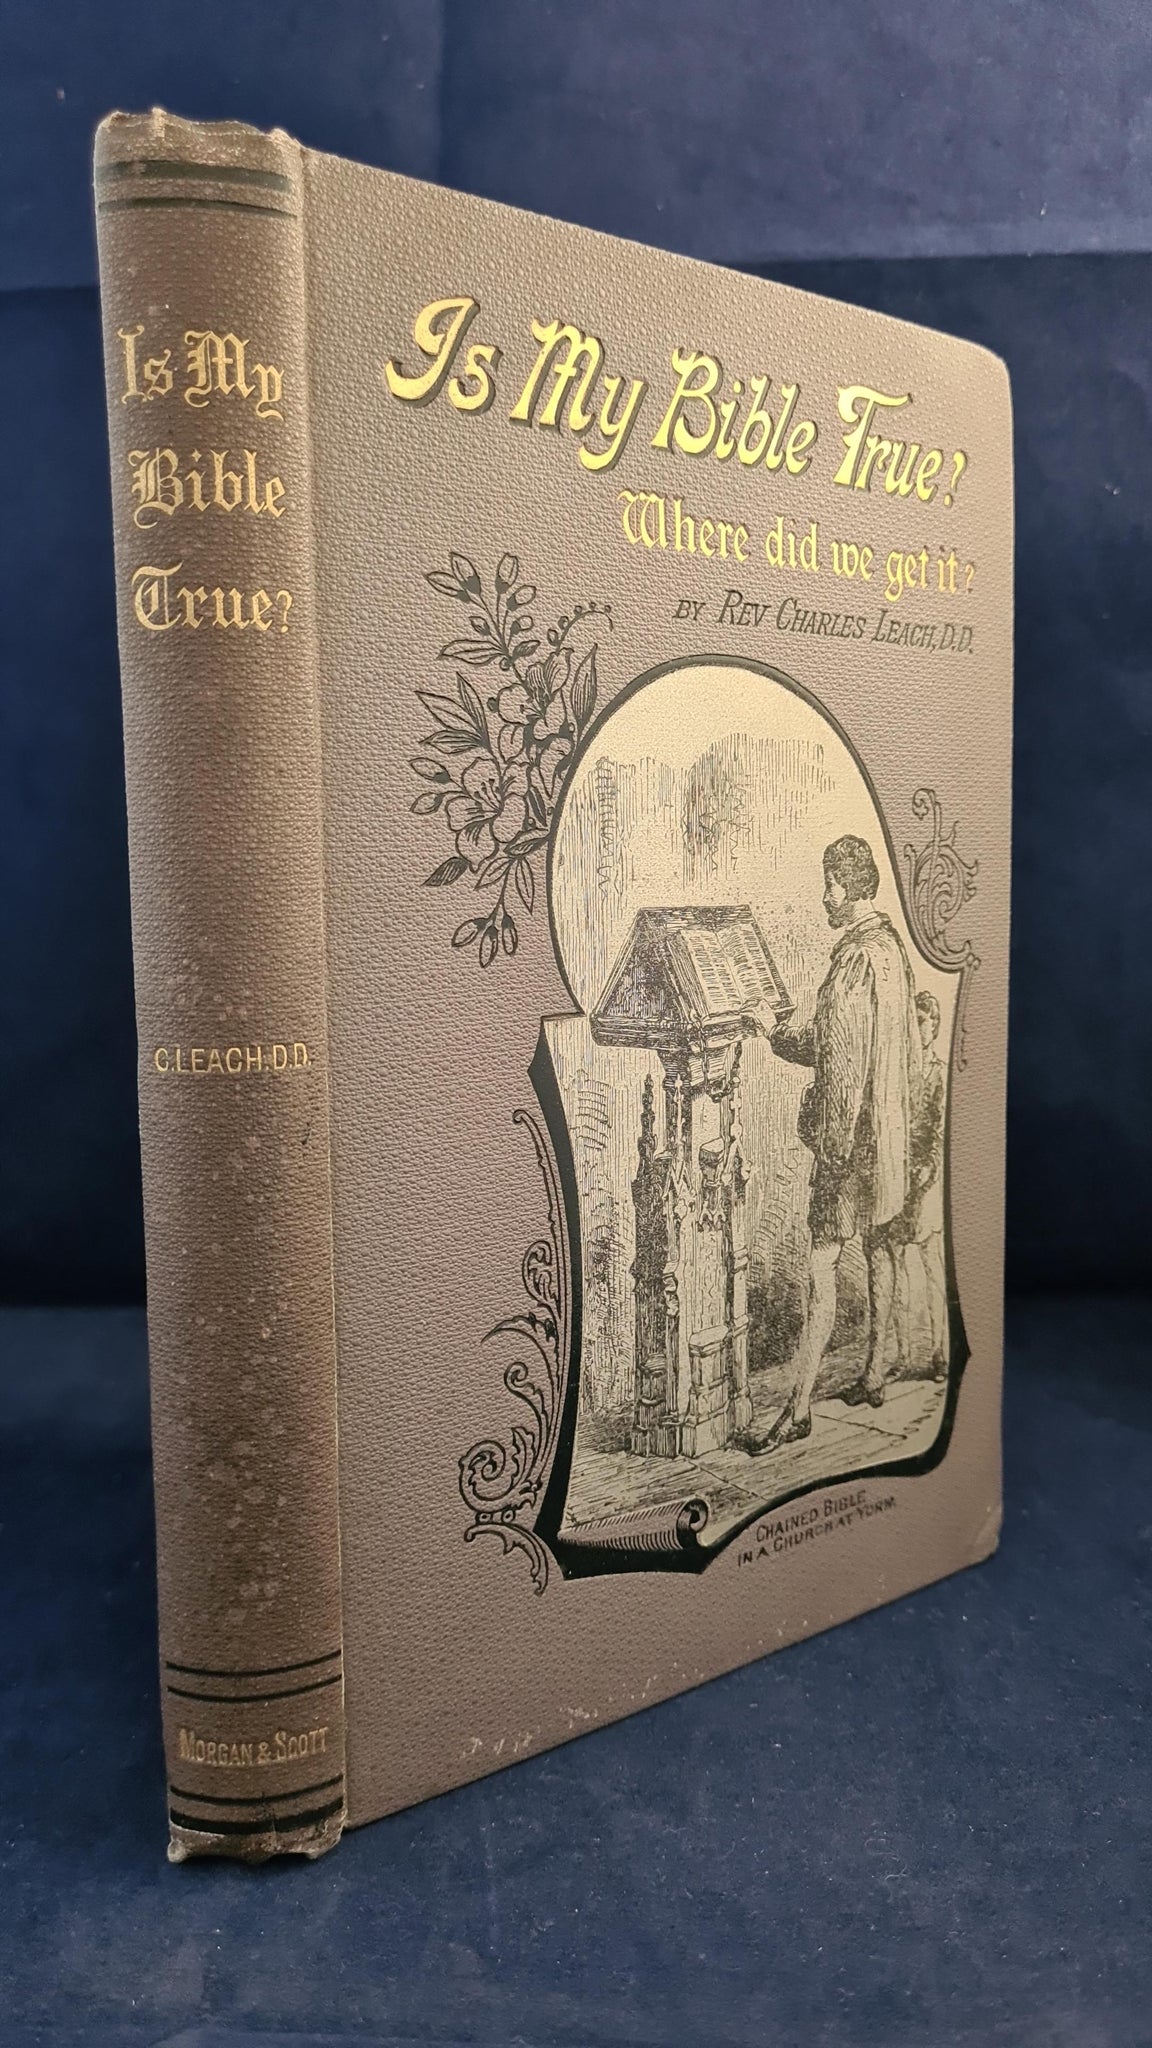 Is My
Bible
True?
C. LEACH. D.D.
MORGAN & SCOTT
Is My Bible True?
Where did we get it?
BY REV CHARLES LEACH, D.D.
CHAINED BIBLE
IN A CHURCH AT YORK